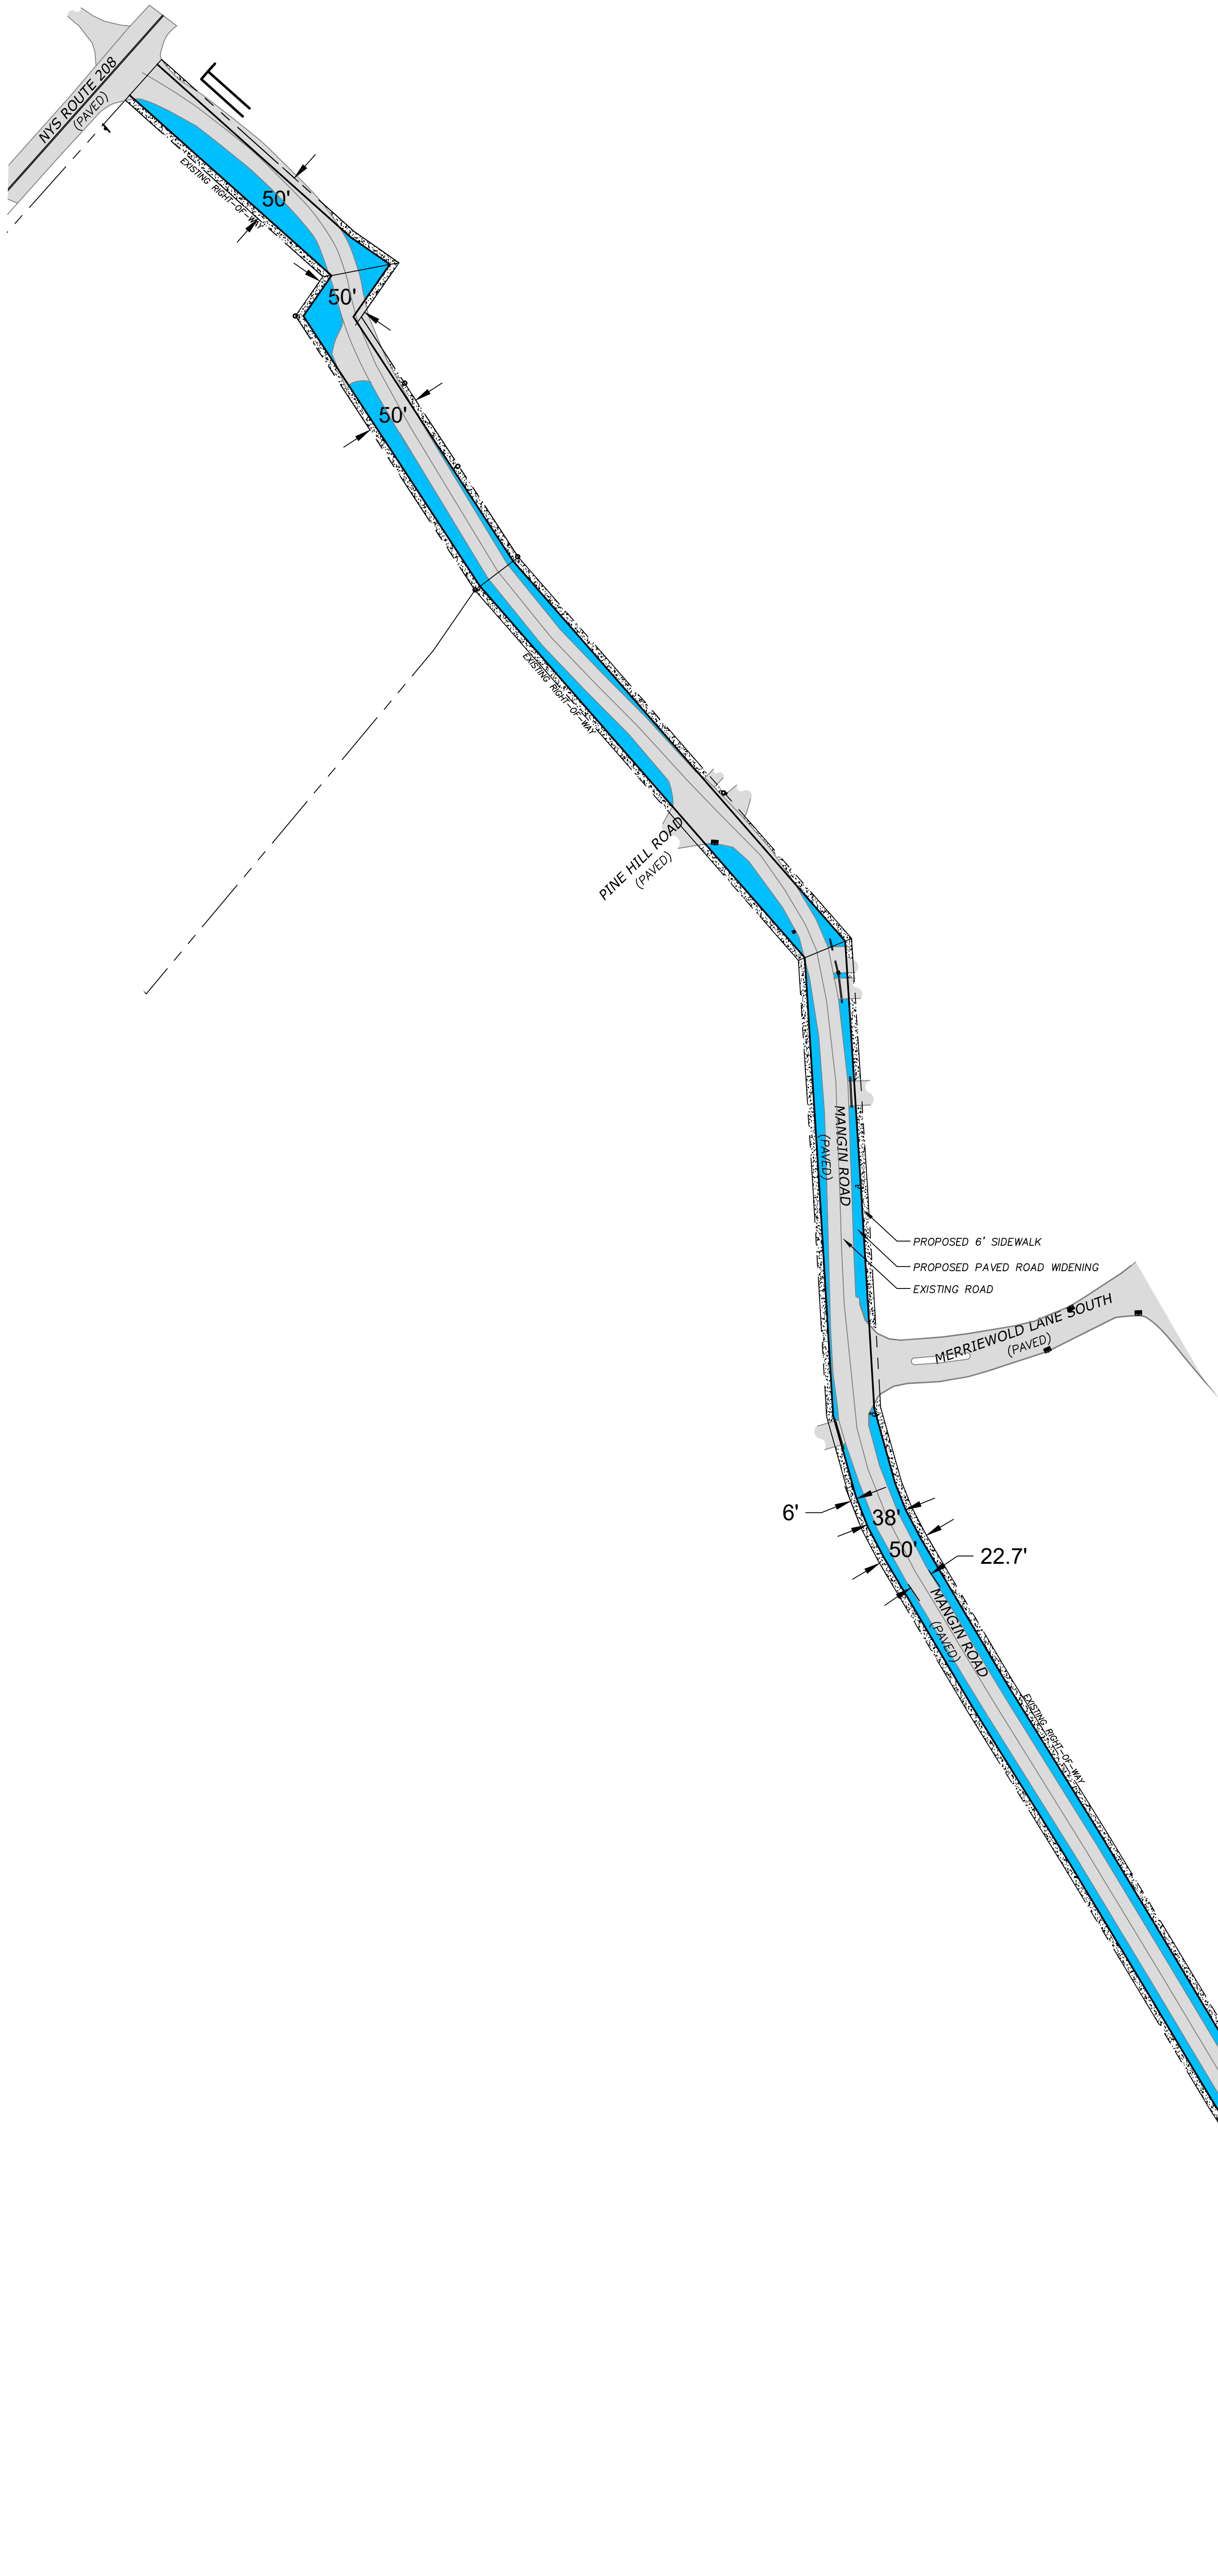 NYS ROUTE 208
(PAVED)
EXISTING RIGHT-OF-WAY
50'
50'
50'
EXISTING RIGHT-OF-WAY
PINE HILL ROAD
(PAVED)
MANGIN ROAD
(PAVED)
PROPOSED 6' SIDEWALK
PROPOSED PAVED ROAD WIDENING
EXISTING ROAD
MERRIEWOLD LANE SOUTH
(PAVED)
6'
38'
50'
22.7'
MANGIN ROAD
(PAVED)
EXISTING RIGHT-OF-WAY